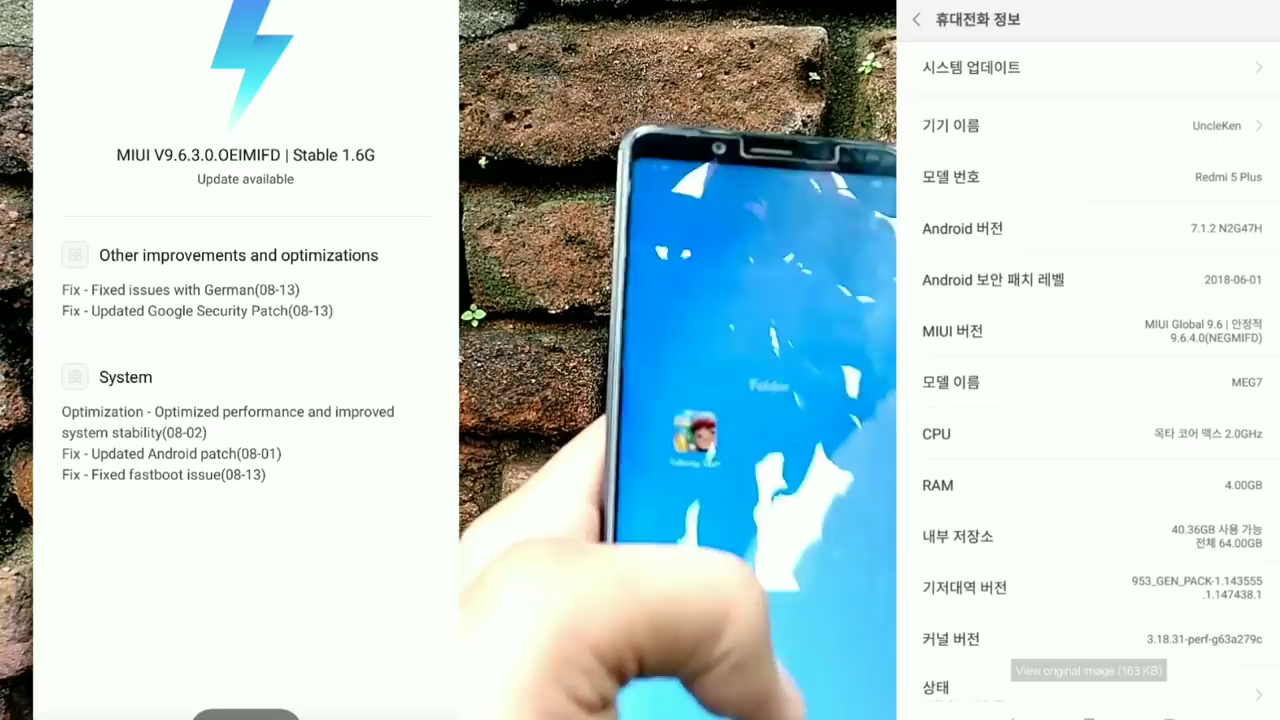 MIUI V9.6.3.0.OEIMIFD | Stable 1.6G
Update available
Other improvements and optimizations
Fix - Fixed issues with German(08-13)
Fix - Updated Google Security Patch(08-13)
System
Optimization - Optimized performance and improved
system stability(08-02)
Fix - Updated Android patch(08-01)
Fix - Fixed fastboot issue(08-13)
Folder
휴대전화 정보
시스템 업데이트
기기 이름 UncleKen
모델 번호 Redmi 5 Plus
Android 버전 7.1.2 N2G47H
Android 보안 패치 레벨 2018-06-01
MIUI 버전 MIUI Global 9.6 | 안정적
9.6.4.0(NEGMIFD)
모델 이름 MEG7
CPU 옥타 코어 맥스 2.0GHz
RAM 4.00GB
내부 저장소 40.36GB 사용 가능
전체 64.00GB
기저대역 버전 953_GEN_PACK-1.143555
.1.147438.1
커널 버전 3.18.31-perf-g63a279c
View original image (163 KB)
상태